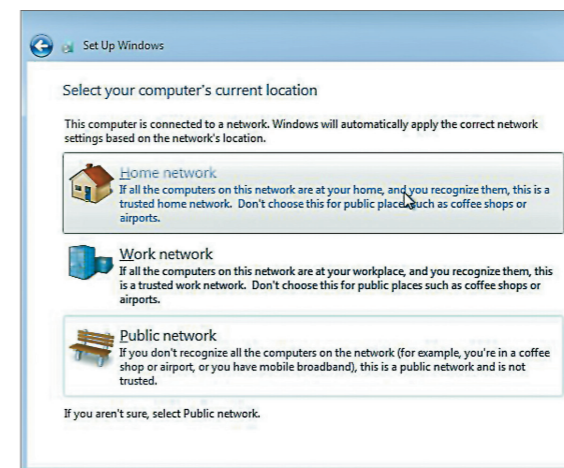 Set Up Windows
Select your computer's current location
This computer is connected to a network. Windows will automatically apply the correct network
settings based on the network's location.
Home network
If all the computers on this network are at your home, and you recognize them, this is a
trusted home network. Don't choose this for public places such as coffee shops or
airports.
Work network
If all the computers on this network are at your workplace, and you recognize them, this
is a trusted work network. Don't choose this for public places such as coffee shops or
airports.
Public network
If you don't recognize all the computers on the network (for example, you're in a coffee
shop or airport, or you have mobile broadband), this is a public network and is not
trusted.
If you aren't sure, select Public network.